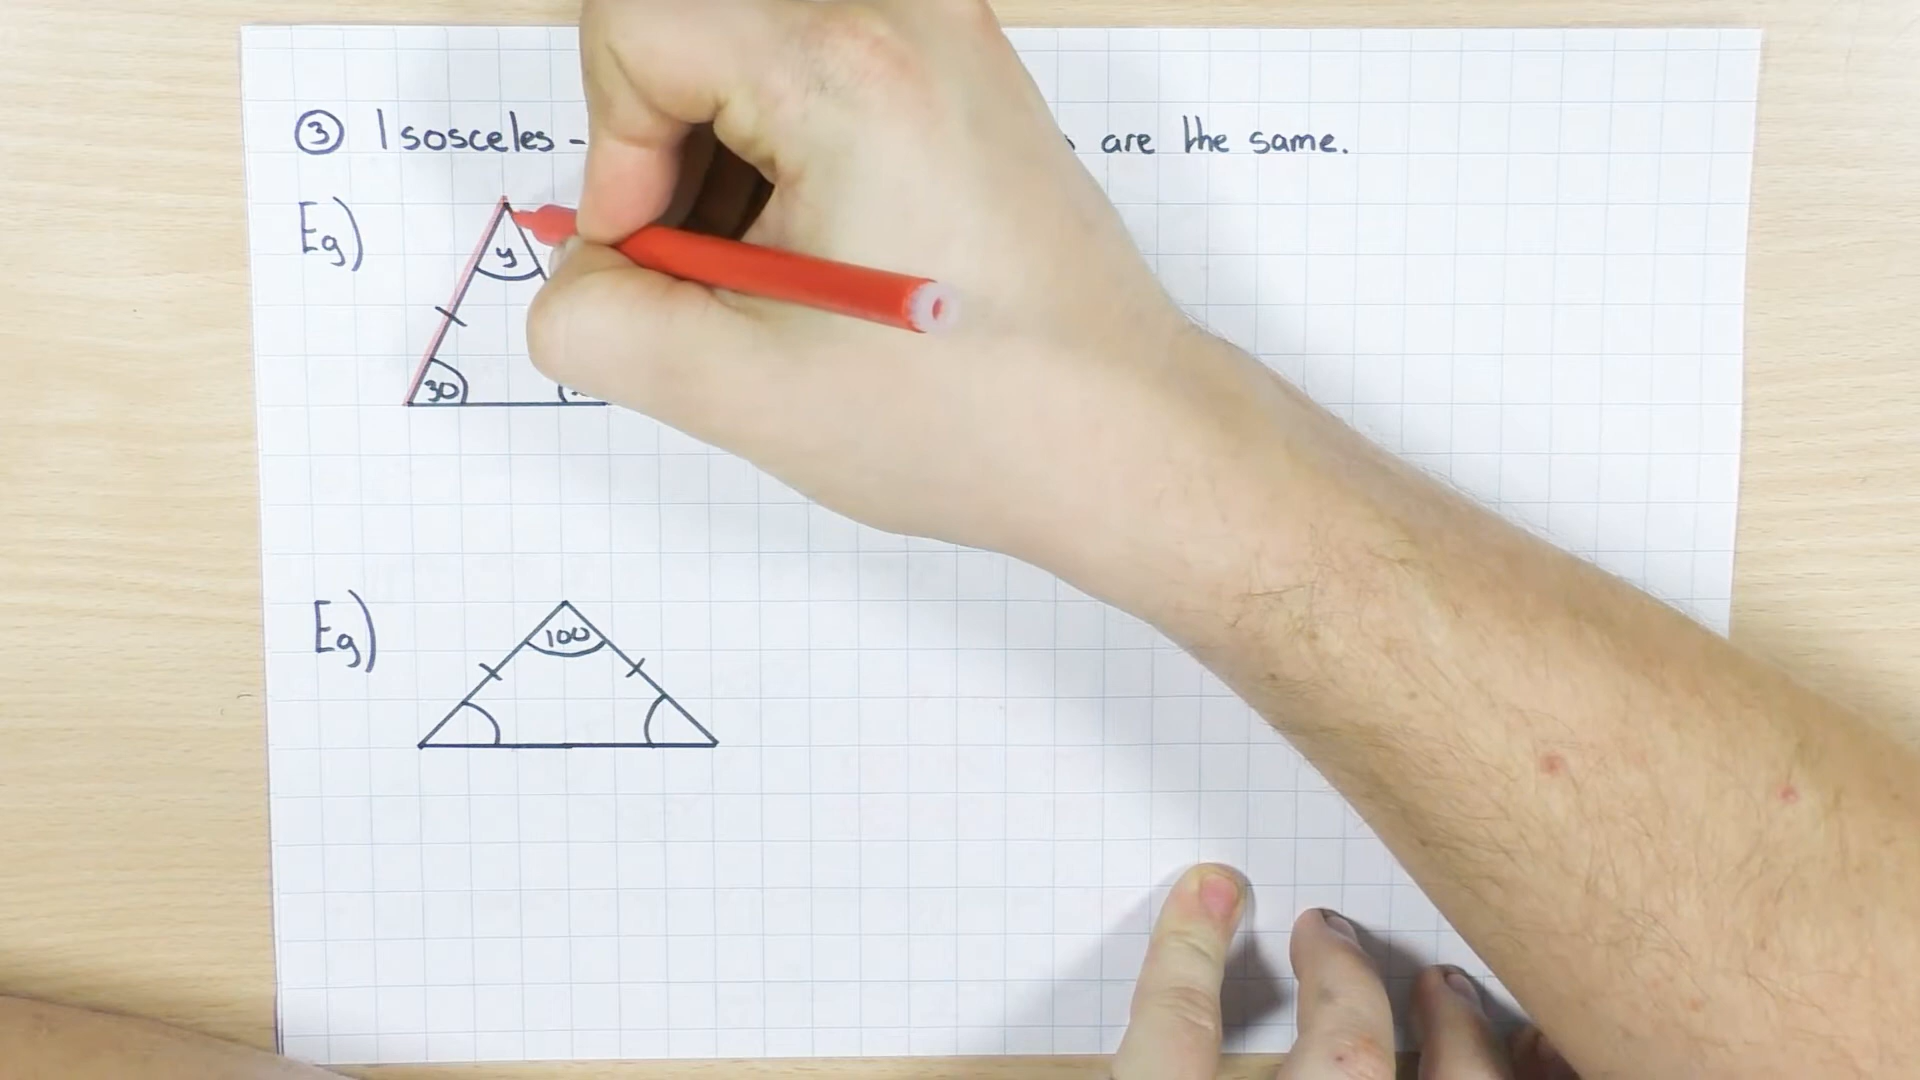 ③ Isosceles - are the same.
Eg)
y
30
Eg)
100